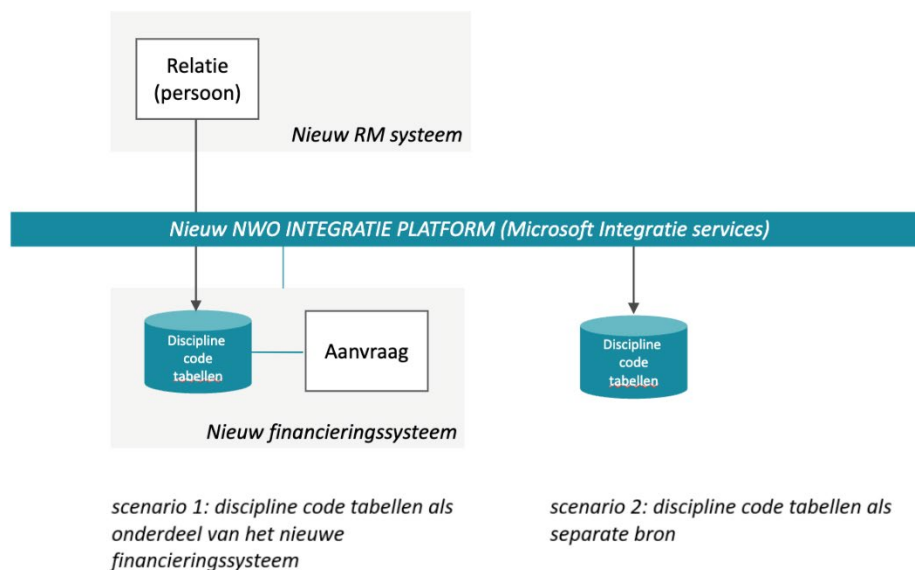 Relatie
(persoon)
Nieuw RM systeem
Nieuw NWO INTEGRATIE PLATFORM (Microsoft Integratie services)
Discipline
code
tabellen
Aanvraag
Nieuw financieringssysteem
Discipline
code
tabellen
scenario 1: discipline code tabellen als
onderdeel van het nieuwe
financieringssysteem
scenario 2: discipline code tabellen als
separate bron